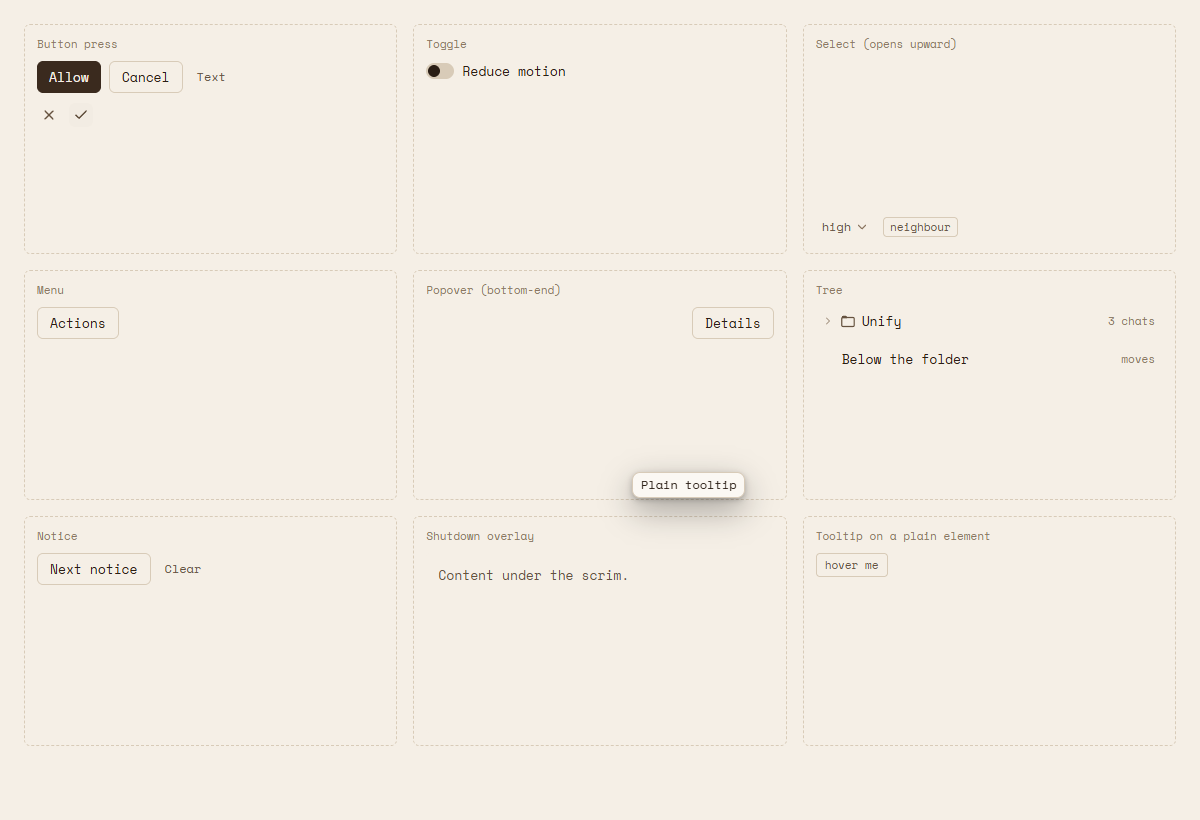 Button press
Allow
Cancel
Text
Toggle
Reduce motion
Select (opens upward)
high
neighbour
Menu
Actions
Popover (bottom-end)
Details
Plain tooltip
Tree
Unify
3 chats
Below the folder
moves
Notice
Next notice
Clear
Shutdown overlay
Content under the scrim.
Tooltip on a plain element
hover me